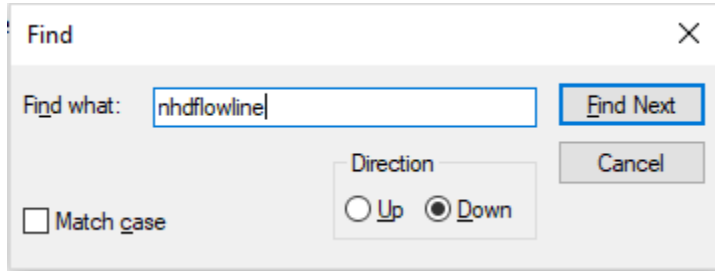 Find
Find what: nhdflowline Find Next
Direction Cancel
Match case Up Down